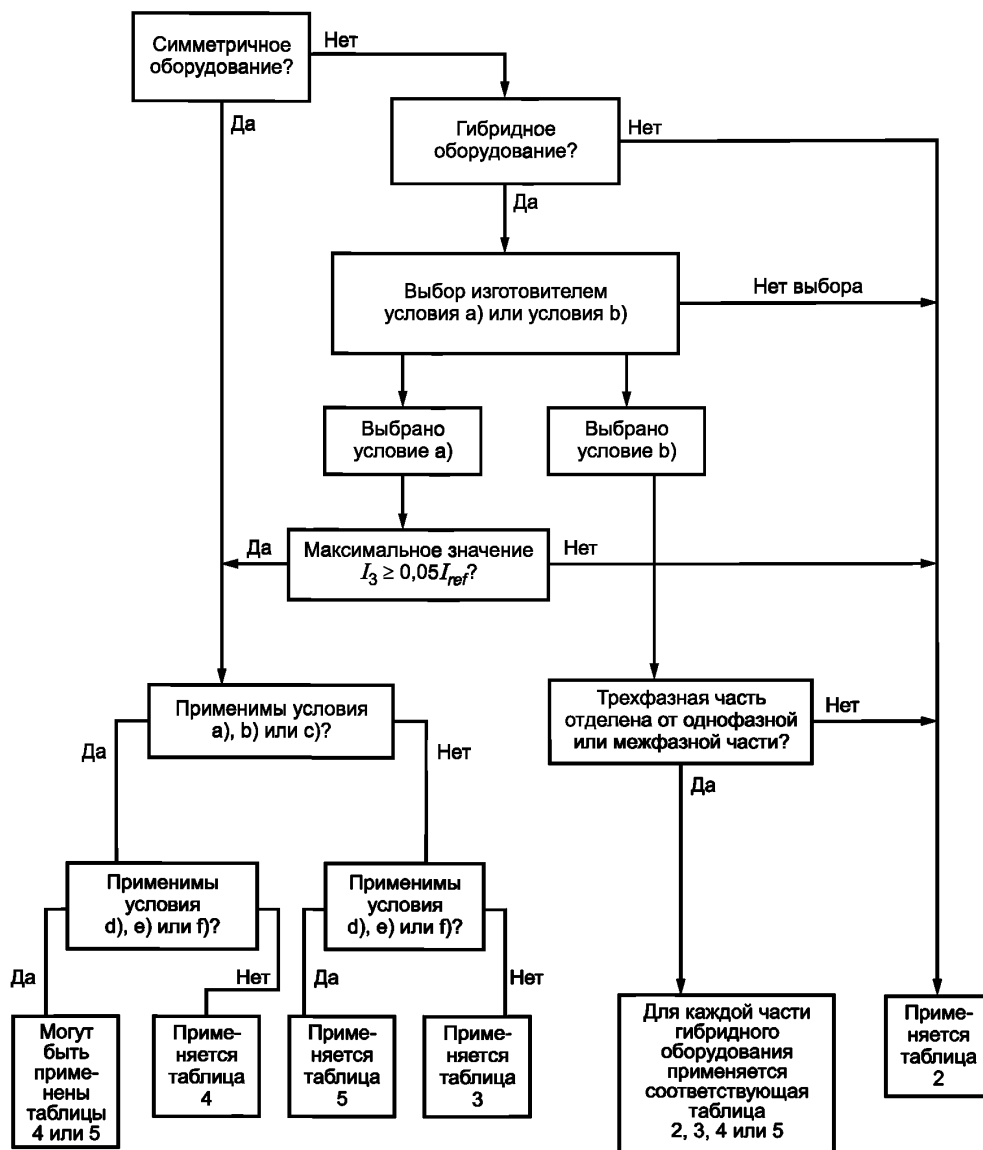 Симметричное
оборудование?
Нет
Да
Гибридное
оборудование?
Нет
Да
Выбор изготовителем
условия a) или условия b)
Нет выбора
Выбрано
условие a)
Выбрано
условие b)
Да
Максимальное значение
I3 ≥ 0,05Iref?
Нет
Применимы условия
a), b) или c)?
Да
Нет
Трехфазная часть
отделена от однофазной
или межфазной части?
Нет
Да
Применимы
условия
d), e) или f)?
Да
Нет
Применимы
условия
d), e) или f)?
Да
Нет
Могут
быть
приме-
нены
таблицы
4 или 5
Приме-
няется
таблица
4
Приме-
няется
таблица
5
Приме-
няется
таблица
3
Для каждой части
гибридного
оборудования
применяется
соответствующая
таблица
2, 3, 4 или 5
Приме-
няется
таблица
2